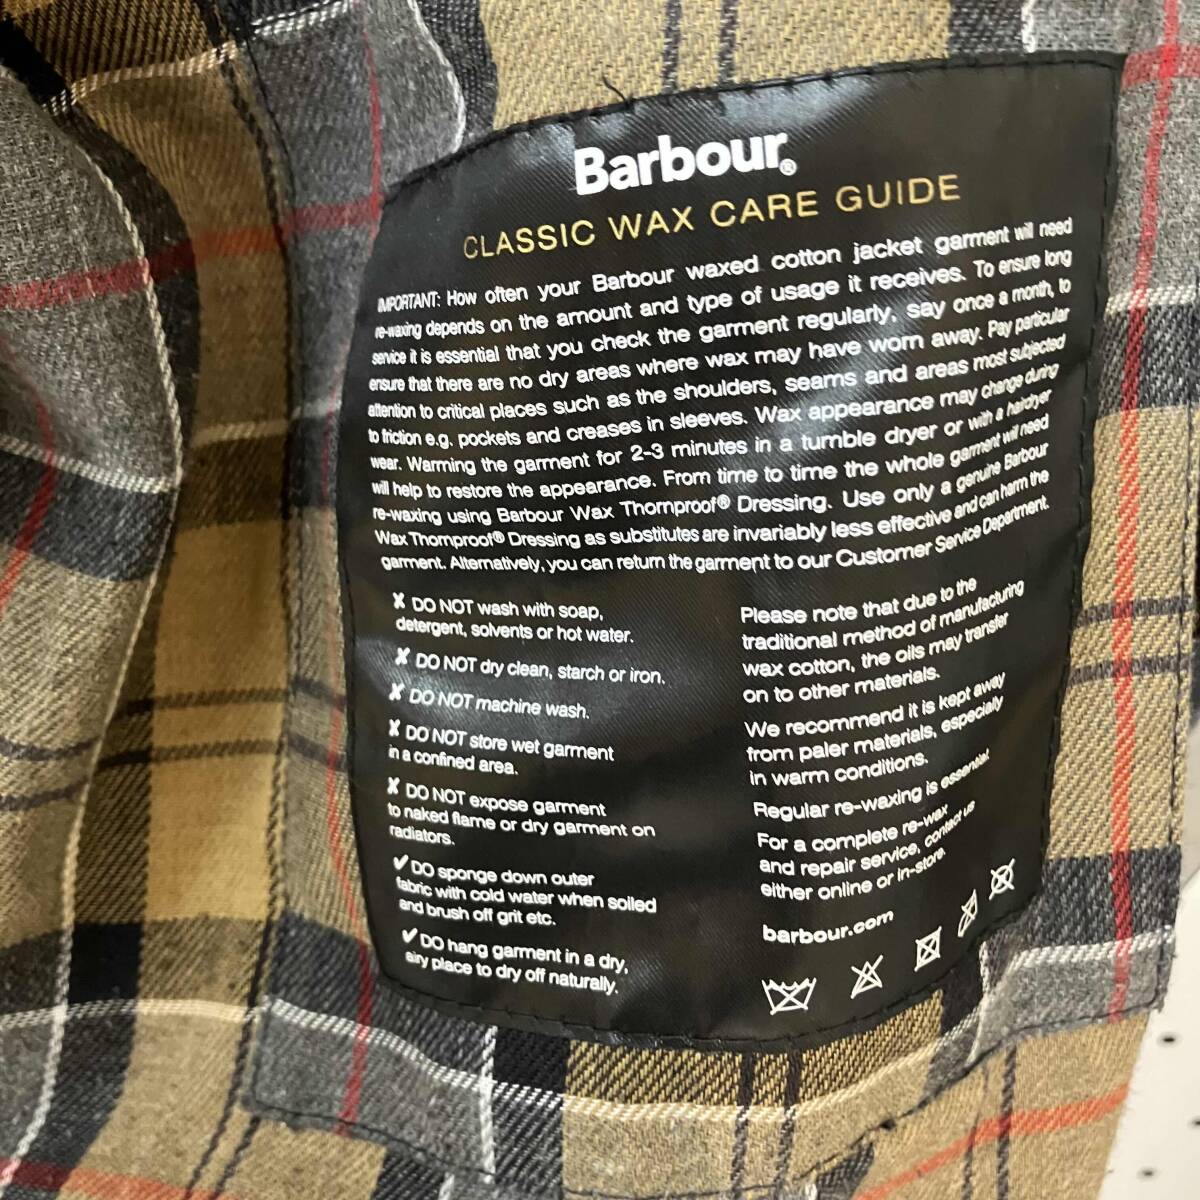 Barbour®
CLASSIC WAX CARE GUIDE
IMPORTANT: How often your Barbour waxed cotton jacket garment will need
re-waxing depends on the amount and type of usage it receives. To ensure long
service it is essential that you check the garment regularly, say once a month, to
ensure that there are no dry areas where wax may have worn away. Pay particular
attention to critical places such as the shoulders, seams and areas most subjected
to friction e.g. pockets and creases in sleeves. Wax appearance may change during
wear. Warming the garment for 2-3 minutes in a tumble dryer or with a hairdryer
will help to restore the appearance. From time to time the whole garment will need
re-waxing using Barbour Wax Thornproof® Dressing. Use only a genuine Barbour
Wax Thornproof® Dressing as substitutes are invariably less effective and can harm the
garment. Alternatively, you can return the garment to our Customer Service Department.
✗ DO NOT wash with soap,
detergent, solvents or hot water.
✗ DO NOT dry clean, starch or iron.
✗ DO NOT machine wash.
✗ DO NOT store wet garment
in a confined area.
✗ DO NOT expose garment
to naked flame or dry garment on
radiators.
✔ DO sponge down outer
fabric with cold water when soiled
and brush off grit etc.
✔ DO hang garment in a dry,
airy place to dry off naturally.
Please note that due to the
traditional method of manufacturing
wax cotton, the oils may transfer
on to other materials.
We recommend it is kept away
from paler materials, especially
in warm conditions.
Regular re-waxing is essential.
For a complete re-wax
and repair service, contact us
either online or in-store.
barbour.com